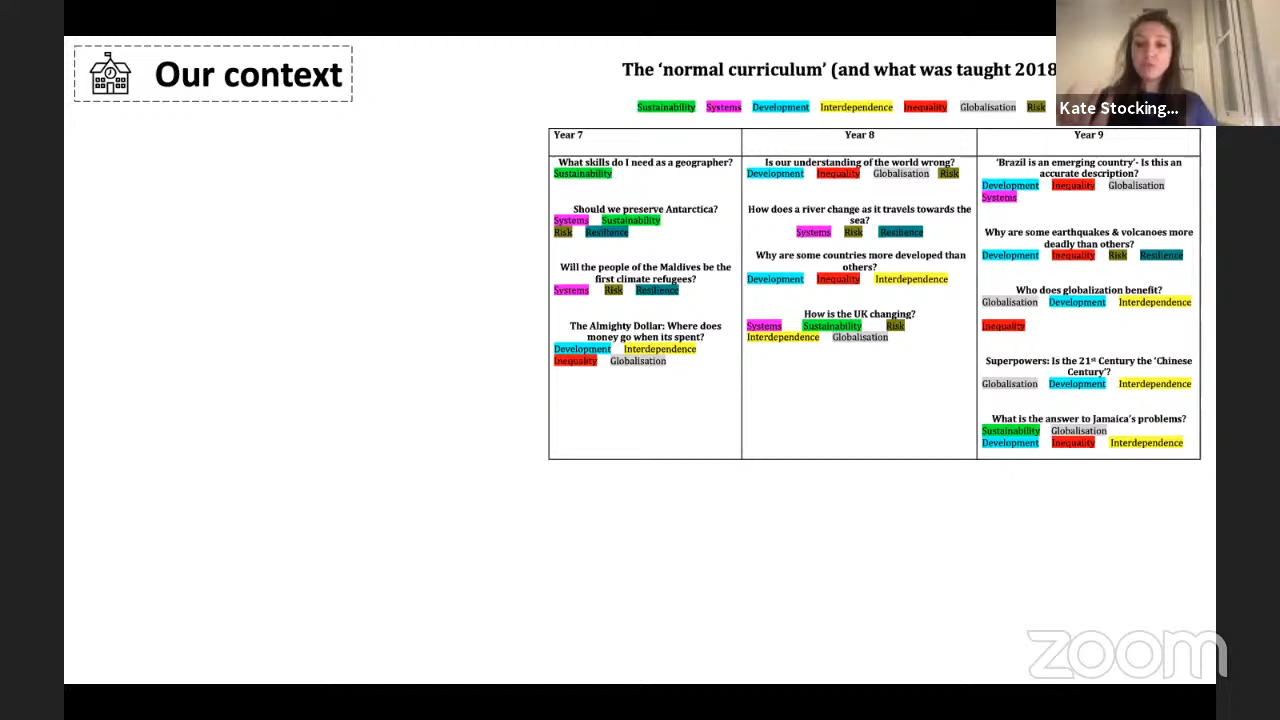 Our context
The ‘normal curriculum’ (and what was taught 2018
Sustainability Systems Development Interdependence Inequality Globalisation Risk
Kate Stocking...
Year 7
What skills do I need as a geographer?
Sustainability
Should we preserve Antarctica?
Systems Sustainability
Risk Resilience
Will the people of the Maldives be the
first climate refugees?
Systems Risk Resilience
The Almighty Dollar: Where does
money go when its spent?
Development Interdependence
Inequality Globalisation
Year 8
Is our understanding of the world wrong?
Development Inequality Globalisation Risk
How does a river change as it travels towards the
sea?
Systems Risk Resilience
Why are some countries more developed than
others?
Development Inequality Interdependence
How is the UK changing?
Systems Sustainability Risk
Interdependence Globalisation
Year 9
‘Brazil is an emerging country’- Is this an
accurate description?
Development Inequality Globalisation
Systems
Why are some earthquakes & volcanoes more
deadly than others?
Development Inequality Risk Resilience
Who does globalization benefit?
Globalisation Development Interdependence
Inequality
Superpowers: Is the 21st Century the ‘Chinese
Century’?
Globalisation Development Interdependence
What is the answer to Jamaica’s problems?
Sustainability Globalisation
Development Inequality Interdependence
zoom